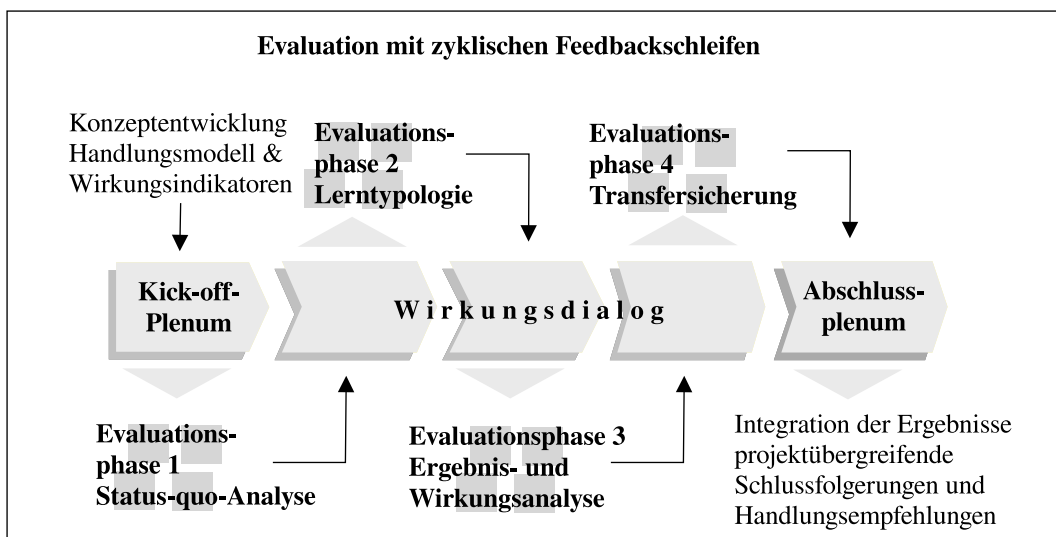 Evaluation mit zyklischen Feedbackschleifen
Konzeptentwicklung
Handlungsmodell &
Wirkungsindikatoren
Evaluations-
phase 2
Lerntypologie
Evaluations-
phase 4
Transfersicherung
Kick-off-
Plenum
Wirkungsdialog
Abschluss-
plenum
Evaluations-
phase 1
Status-quo-Analyse
Evaluationsphase 3
Ergebnis- und
Wirkungsanalyse
Integration der Ergebnisse
projektübergreifende
Schlussfolgerungen und
Handlungsempfehlungen